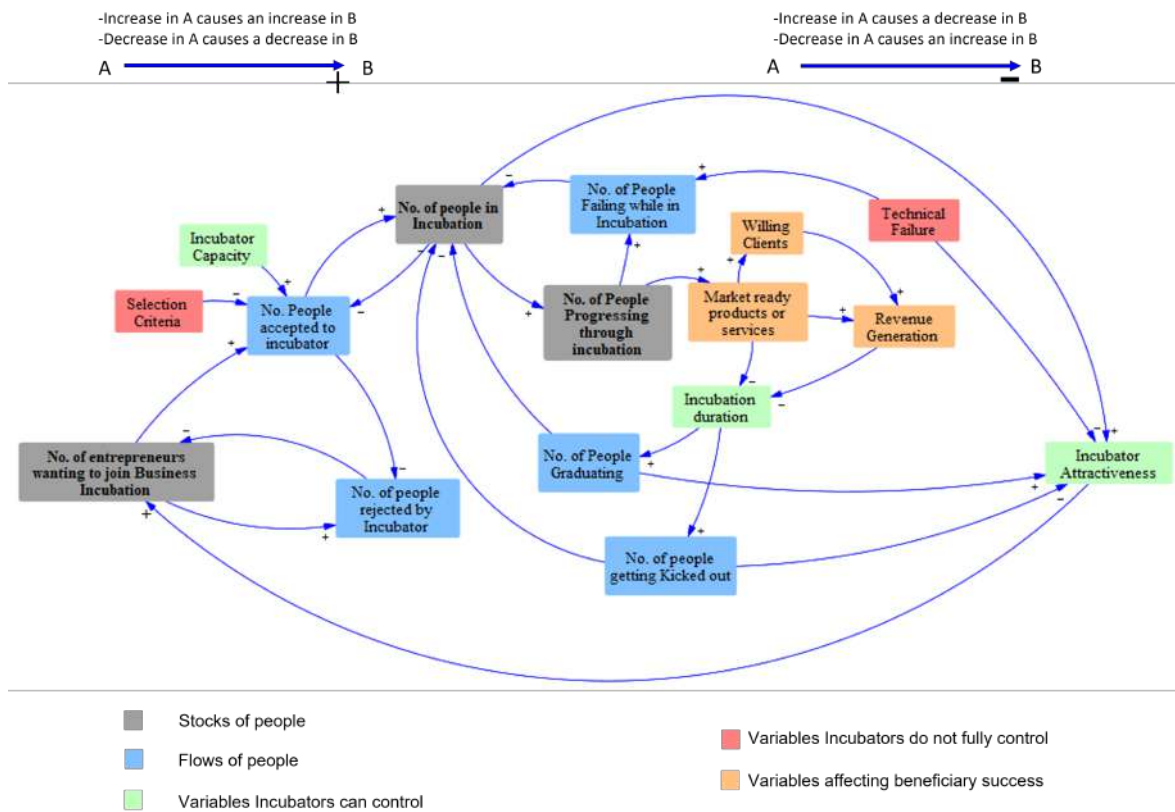 -Increase in A causes an increase in B
-Decrease in A causes a decrease in B
A
B
+
-Increase in A causes a decrease in B
-Decrease in A causes an increase in B
A
B
-
No. of people in
Incubation
No. of People
Failing while in
Incubation
Technical
Failure
Willing
Clients
Incubator
Capacity
Selection
Criteria
No. People
accepted to
incubator
No. of People
Progressing
through
incubation
Market ready
products or
services
Revenue
Generation
Incubation
duration
No. of entrepreneurs
wanting to join Business
Incubation
No. of people
rejected by
Incubator
No. of People
Graduating
Incubator
Attractiveness
No. of people
getting Kicked out
+
+
-
-
+
-
+
-
+
-
-
+
-
+
+
+
+
+
+
-
-
+
+
-
+
+
-
+
Stocks of people
Flows of people
Variables Incubators can control
Variables Incubators do not fully control
Variables affecting beneficiary success